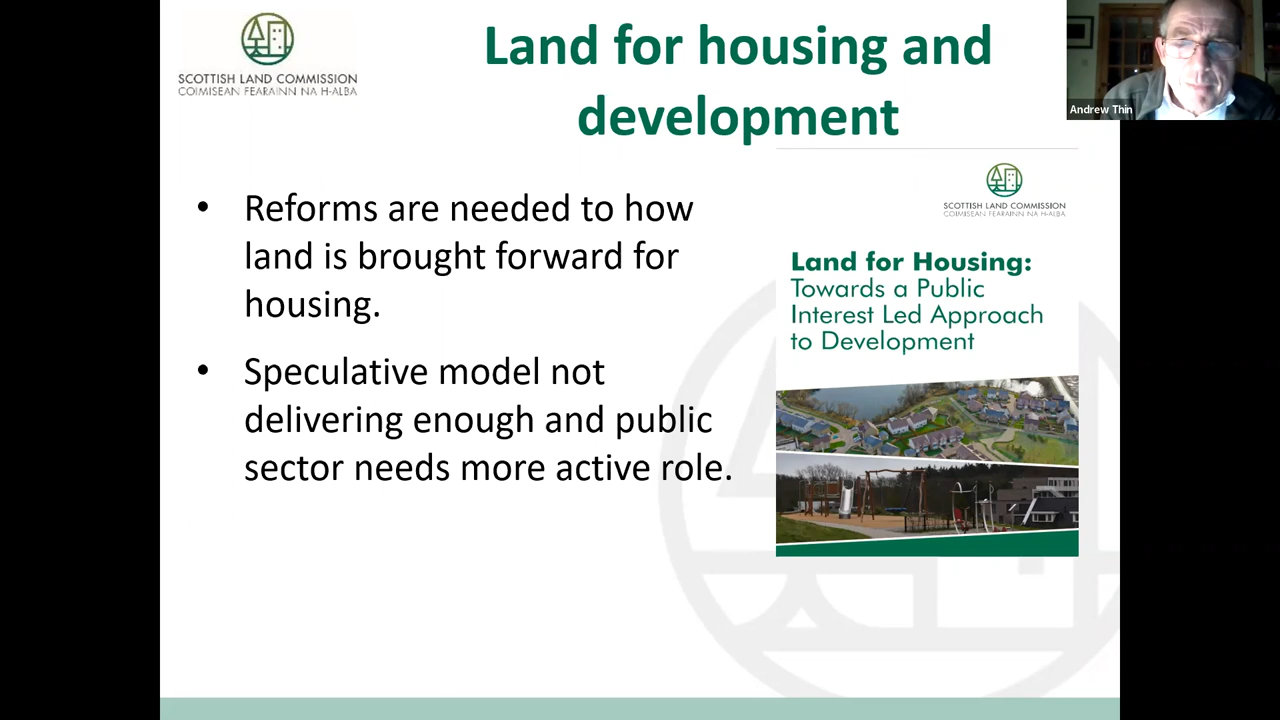 SCOTTISH LAND COMMISSION
COIMISEAN FEARAINN NA H-ALBA
Land for housing and
development
Andrew Thin
• Reforms are needed to how
land is brought forward for
housing.
• Speculative model not
delivering enough and public
sector needs more active role.
SCOTTISH LAND COMMISSION
COIMISEAN FEARAINN NA H-ALBA
Land for Housing:
Towards a Public
Interest Led Approach
to Development